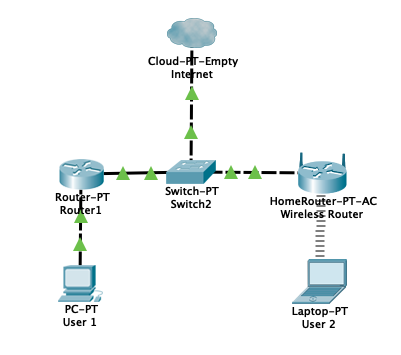 Cloud-PT-Empty
Internet
Router-PT
Router1
Switch-PT
Switch2
HomeRouter-PT-AC
Wireless Router
PC-PT
User 1
Laptop-PT
User 2